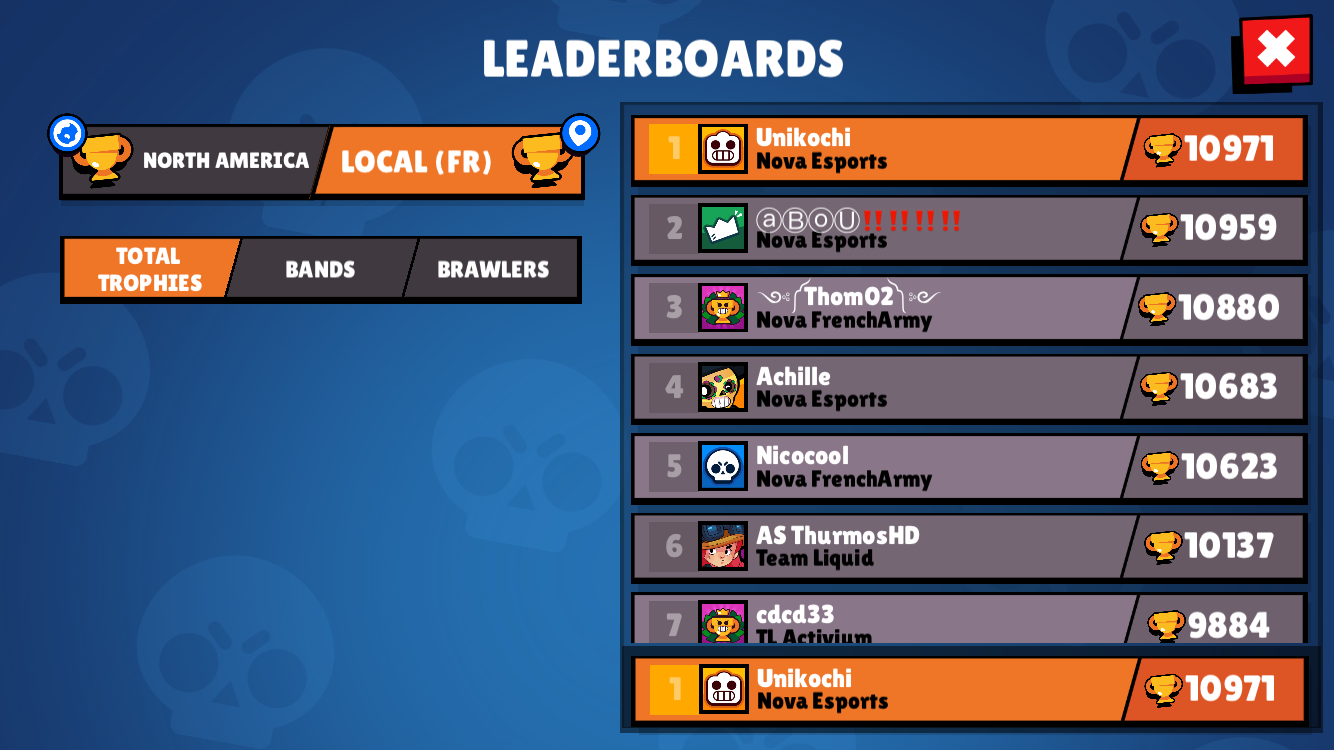 LEADERBOARDS
NORTH AMERICA
LOCAL (FR)
TOTAL
TROPHIES
BANDS
BRAWLERS
1
Unikochi
Nova Esports
10971
2
ⓐⒷⓞⓊ‼‼‼‼‼
Nova Esports
10959
3
Thom02
Nova FrenchArmy
10880
4
Achille
Nova Esports
10683
5
Nicocool
Nova FrenchArmy
10623
6
AS ThurmosHD
Team Liquid
10137
7
cdcd33
TL Activium
9884
1
Unikochi
Nova Esports
10971